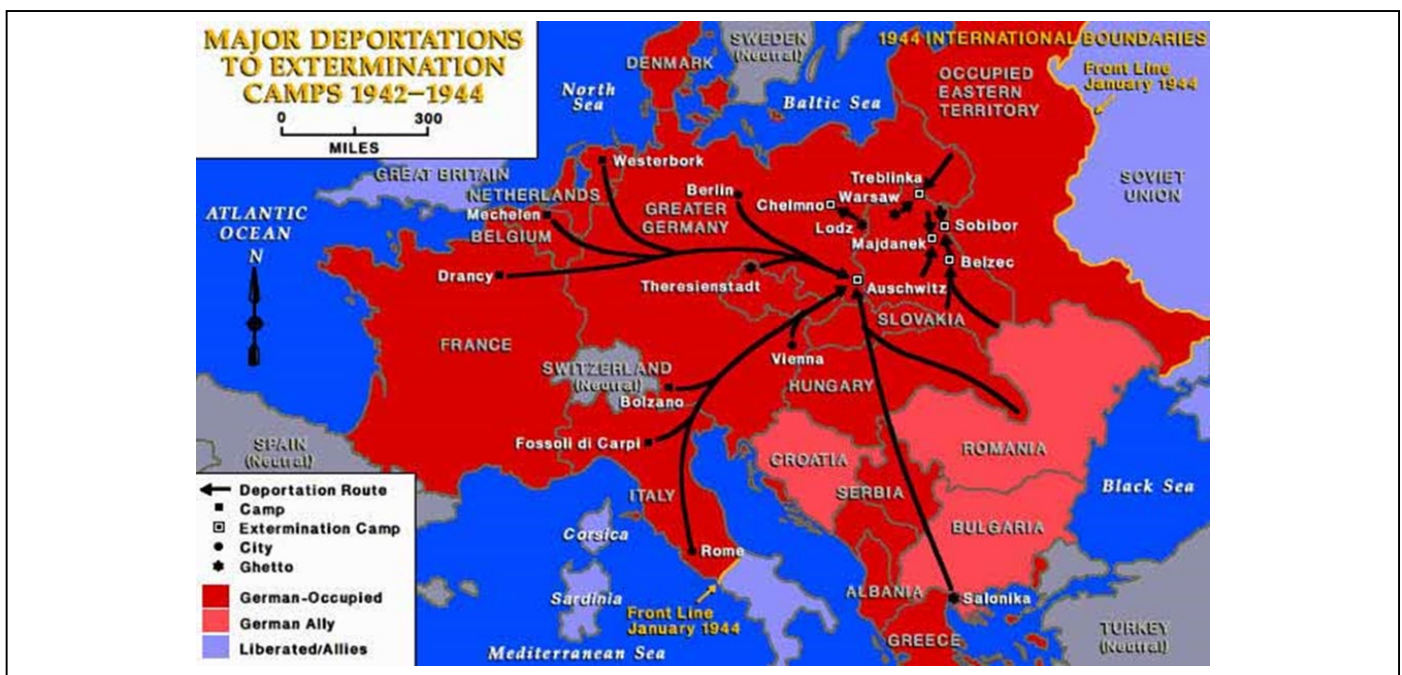 MAJOR DEPORTATIONS
TO EXTERMINATION
CAMPS 1942–1944
0 300
MILES
1944 INTERNATIONAL BOUNDARIES
Front Line
January 1944
SWEDEN
(Neutral)
DENMARK
North
Sea
Baltic Sea
OCCUPIED
EASTERN
TERRITORY
SOVIET
UNION
GREAT BRITAIN
Westerbork
NETHERLANDS
Mechelen
BELGIUM
Berlin
GREATER
GERMANY
Treblinka
Chelmno
Warsaw
Lodz
Sobibor
Majdanek
Belzec
ATLANTIC
OCEAN
N
Drancy
Theresienstadt
Auschwitz
SLOVAKIA
FRANCE
Vienna
SWITZERLAND
(Neutral)
HUNGARY
Bolzano
Fossoli di Carpi
CROATIA
ROMANIA
SPAIN
(Neutral)
ITALY
SERBIA
Black Sea
BULGARIA
Corsica
Rome
Sardinia
ALBANIA
Salonika
Front Line
January 1944
GREECE
TURKEY
(Neutral)
Mediterranean Sea
Deportation Route
Camp
Extermination Camp
City
Ghetto
German-Occupied
German Ally
Liberated/Allies